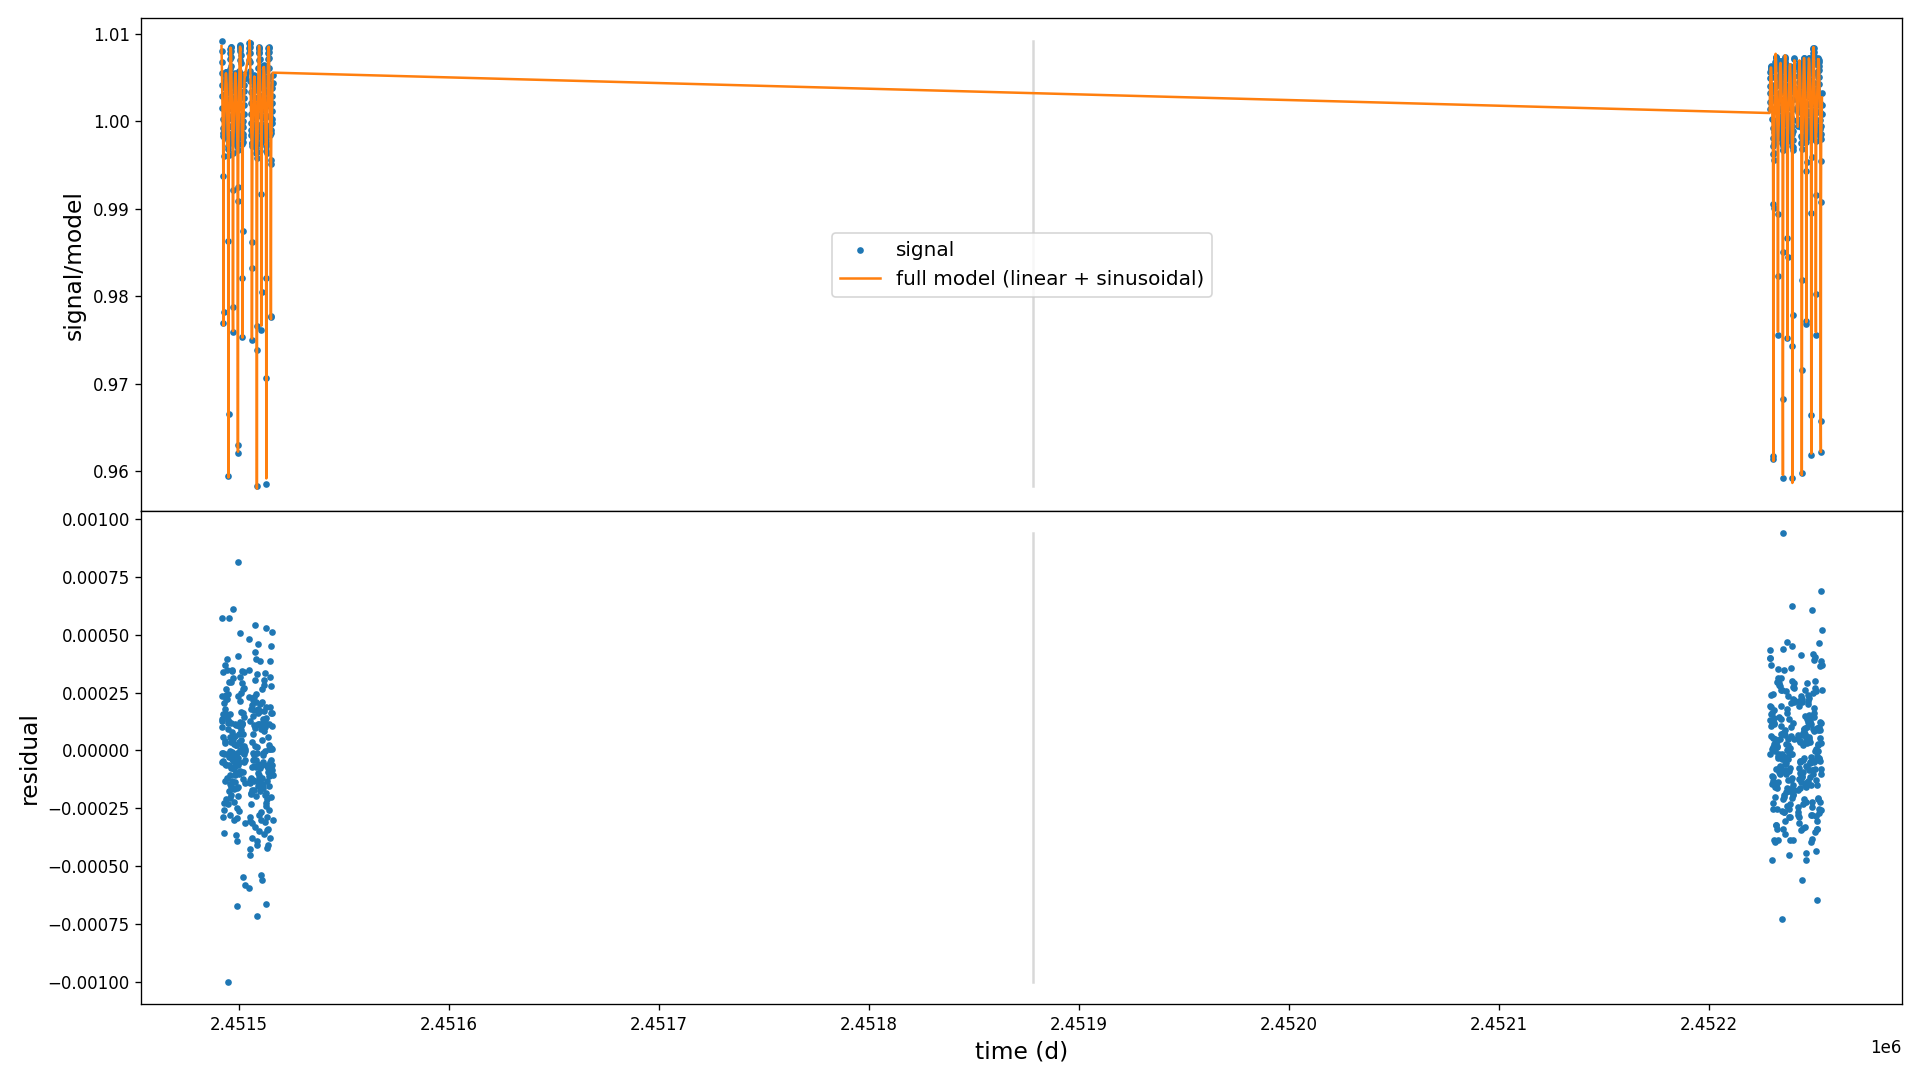 1.01
1.00
0.99
0.98
0.97
0.96
signal/model
signal
full model (linear + sinusoidal)
0.00100
0.00075
0.00050
0.00025
0.00000
−0.00025
−0.00050
−0.00075
−0.00100
residual
2.4515 2.4516 2.4517 2.4518 2.4519 2.4520 2.4521 2.4522
1e6
time (d)